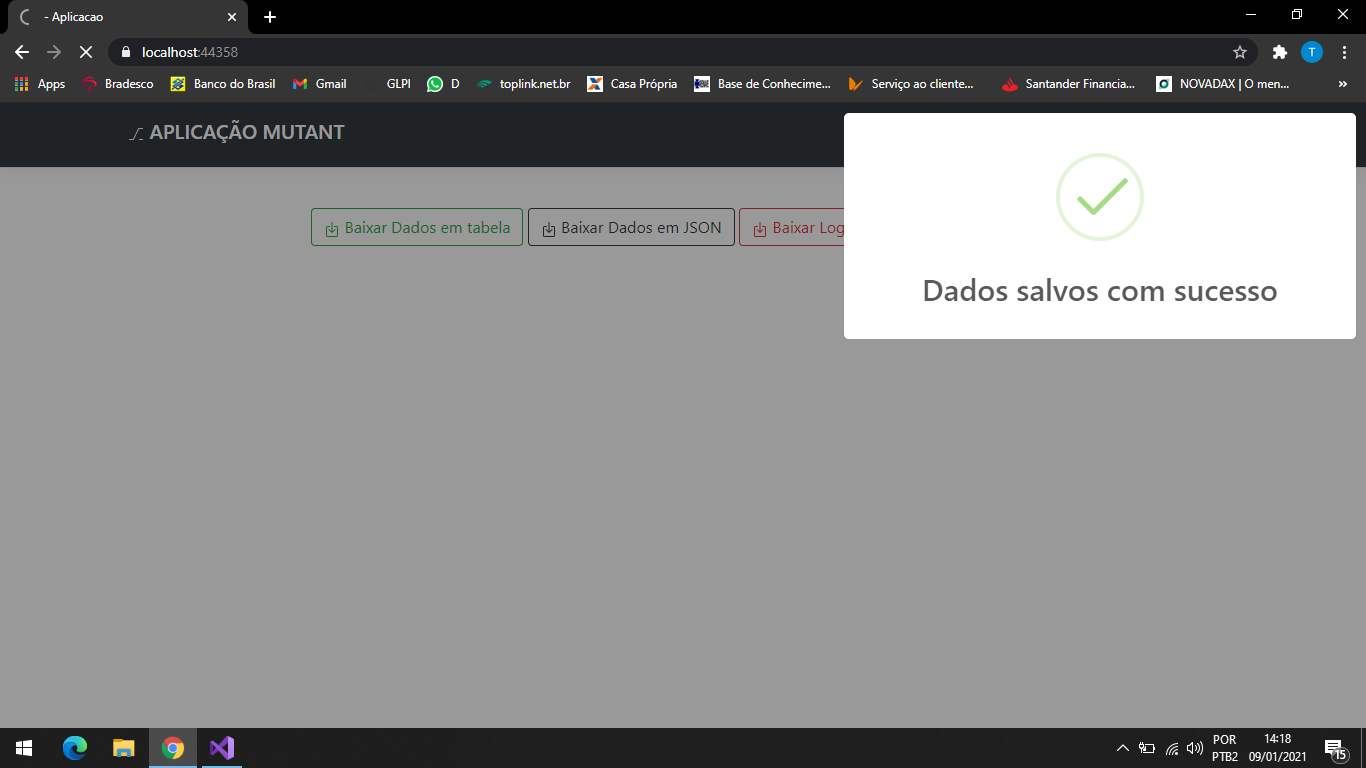 - Aplicacao
localhost:44358
Apps Bradesco Banco do Brasil Gmail GLPI D toplink.net.br Casa Própria Base de Conhecime... Serviço ao cliente... Santander Financia... NOVADAX | O men... »
APLICAÇÃO MUTANT
Baixar Dados em tabela Baixar Dados em JSON Baixar Log
Dados salvos com sucesso
POR 14:18
PTB2 09/01/2021 15